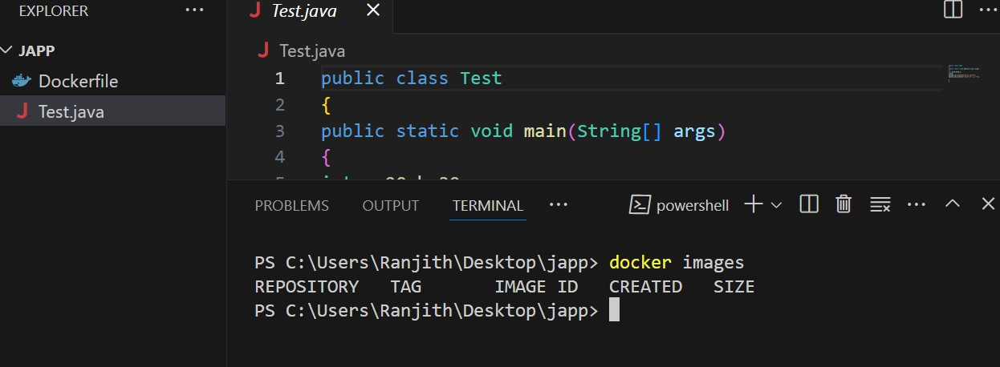 EXPLORER ...
JAPP
Dockerfile
Test.java
J Test.java
J Test.java
1 public class Test
2 {
3 public static void main(String[] args)
4 {
PROBLEMS OUTPUT TERMINAL ... powershell
PS C:\Users\Ranjith\Desktop\japp> docker images
REPOSITORY TAG IMAGE ID CREATED SIZE
PS C:\Users\Ranjith\Desktop\japp>